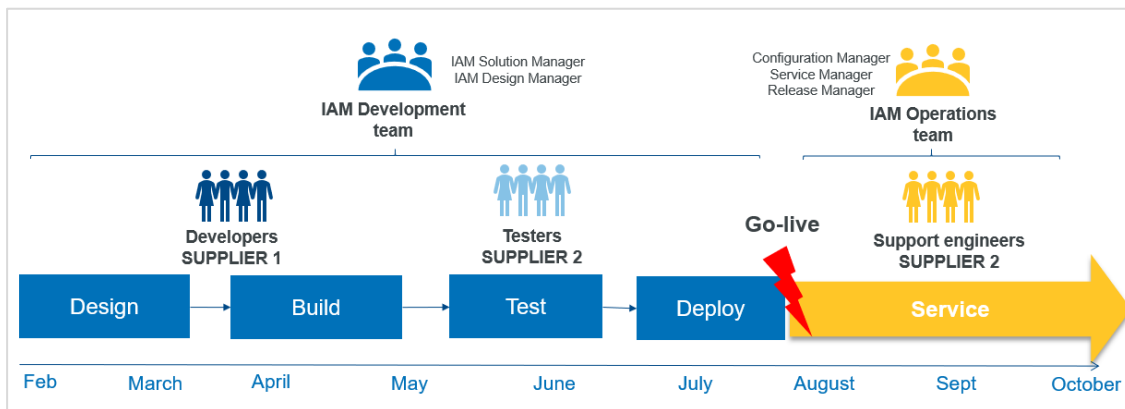 IAM Solution Manager
IAM Design Manager
IAM Development
team
Configuration Manager
Service Manager
Release Manager
IAM Operations
team
Developers
SUPPLIER 1
Testers
SUPPLIER 2
Go-live
Support engineers
SUPPLIER 2
Design
Build
Test
Deploy
Service
Feb
March
April
May
June
July
August
Sept
October